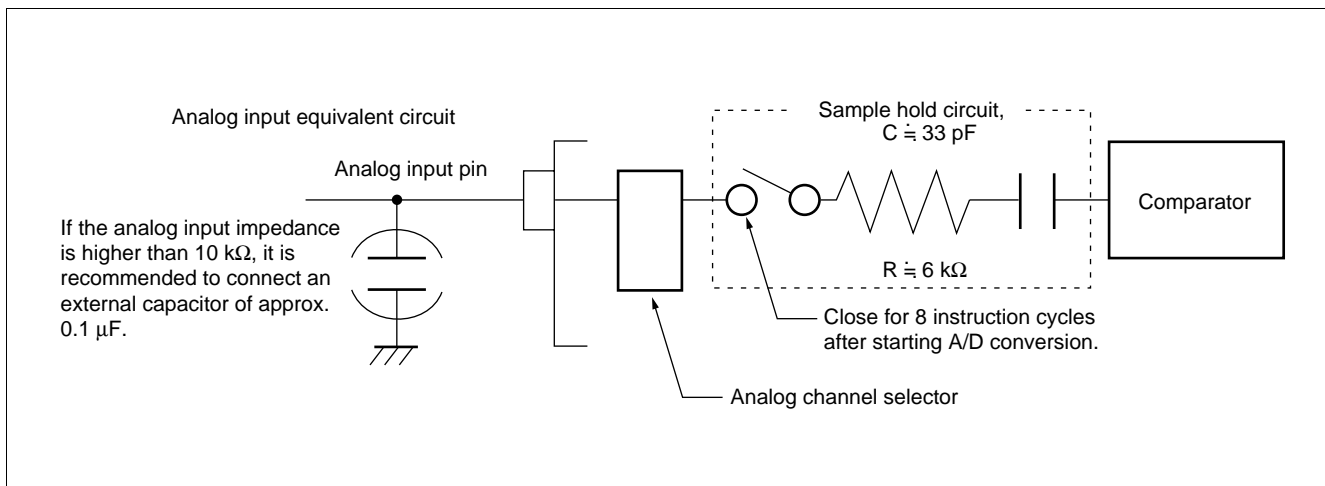 Analog input equivalent circuit
Analog input pin
If the analog input impedance
is higher than 10 kΩ, it is
recommended to connect an
external capacitor of approx.
0.1 μF.
Sample hold circuit,
C ≒ 33 pF
R ≒ 6 kΩ
Comparator
Close for 8 instruction cycles
after starting A/D conversion.
Analog channel selector